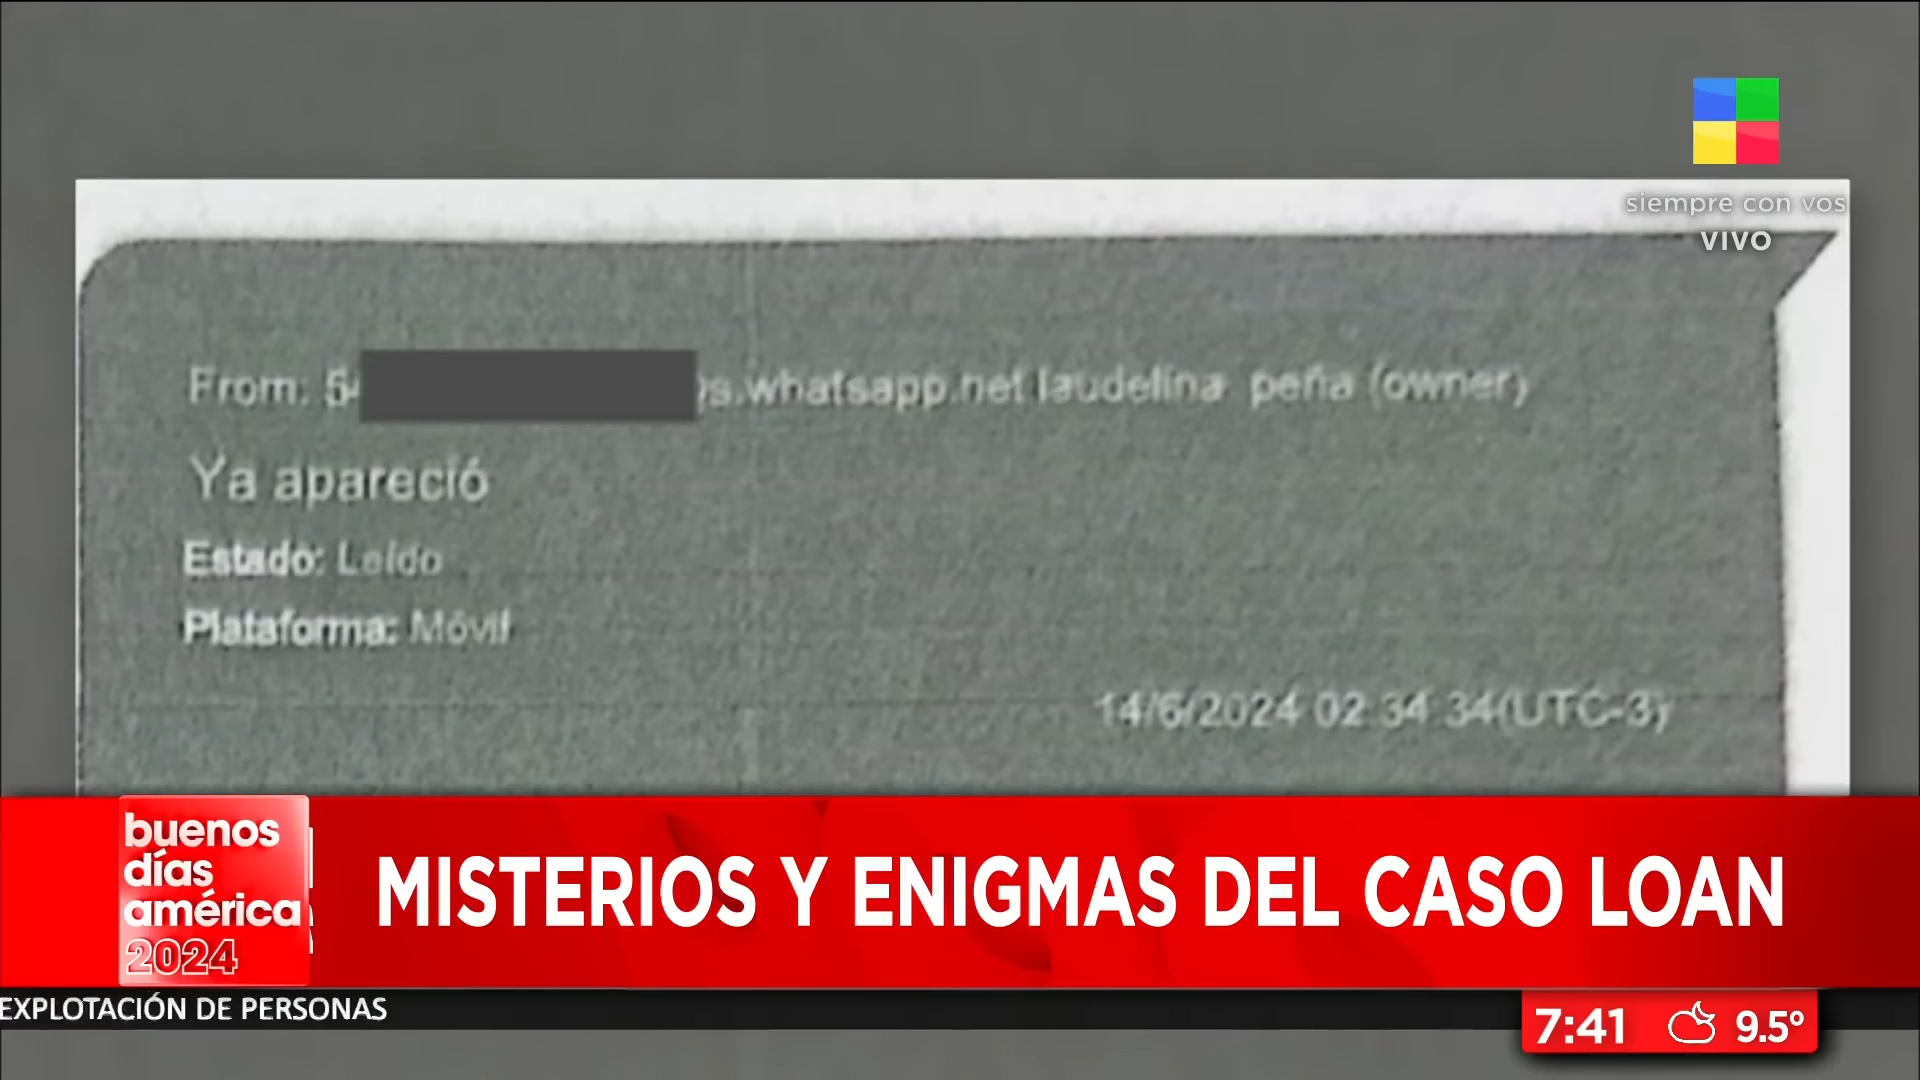 siempre con vos
VIVO
From: 54 s.whatsapp.net laudelina peña (owner)
Ya apareció
Estado: Leído
Plataforma: Móvil
14/6/2024 02:34:34(UTC-3)
buenos
días
américa
2024
MISTERIOS Y ENIGMAS DEL CASO LOAN
EXPLOTACIÓN DE PERSONAS
7:41 9.5º